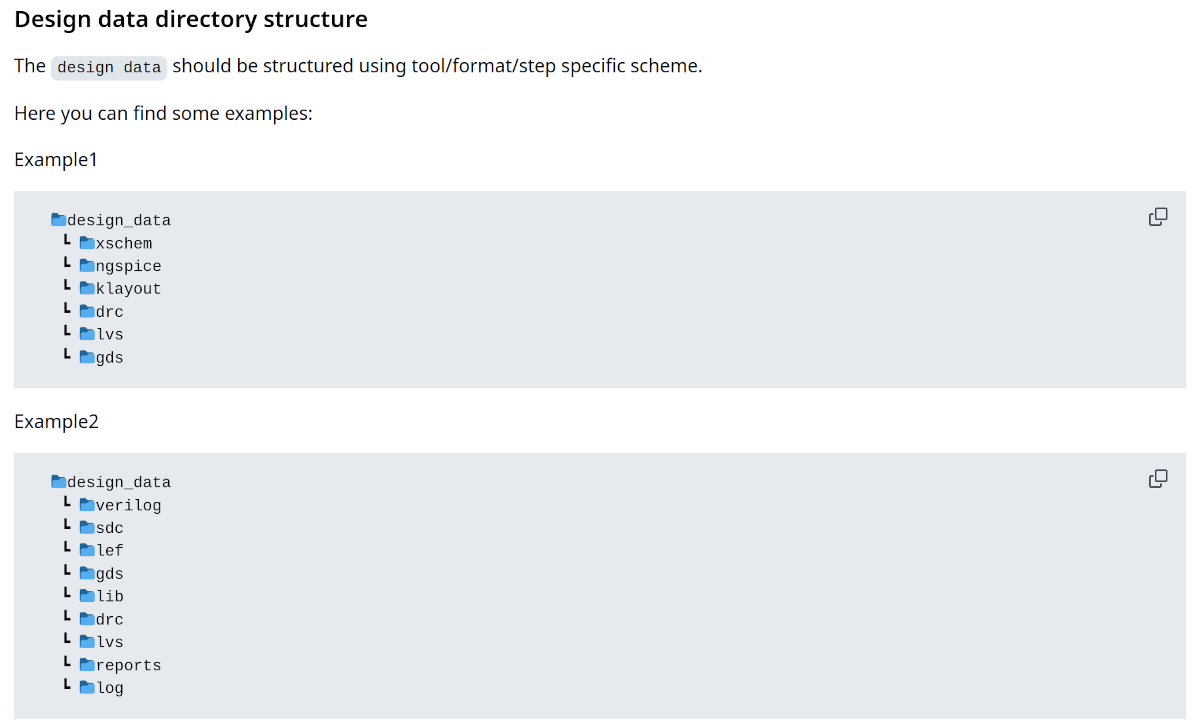 Design data directory structure
The design data should be structured using tool/format/step specific scheme.
Here you can find some examples:
Example1
design_data
┗ xschem
┗ ngspice
┗ klayout
┗ drc
┗ lvs
┗ gds
Example2
design_data
┗ verilog
┗ sdc
┗ lef
┗ gds
┗ lib
┗ drc
┗ lvs
┗ reports
┗ log